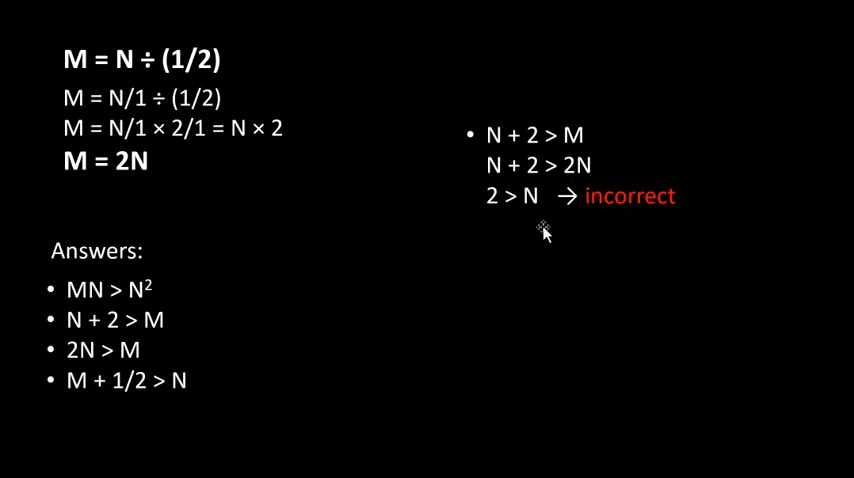 M = N ÷ (1/2)
M = N/1 ÷ (1/2)
M = N/1 × 2/1 = N × 2
M = 2N
• N + 2 > M
N + 2 > 2N
2 > N → incorrect
Answers:
• MN > N²
• N + 2 > M
• 2N > M
• M + 1/2 > N